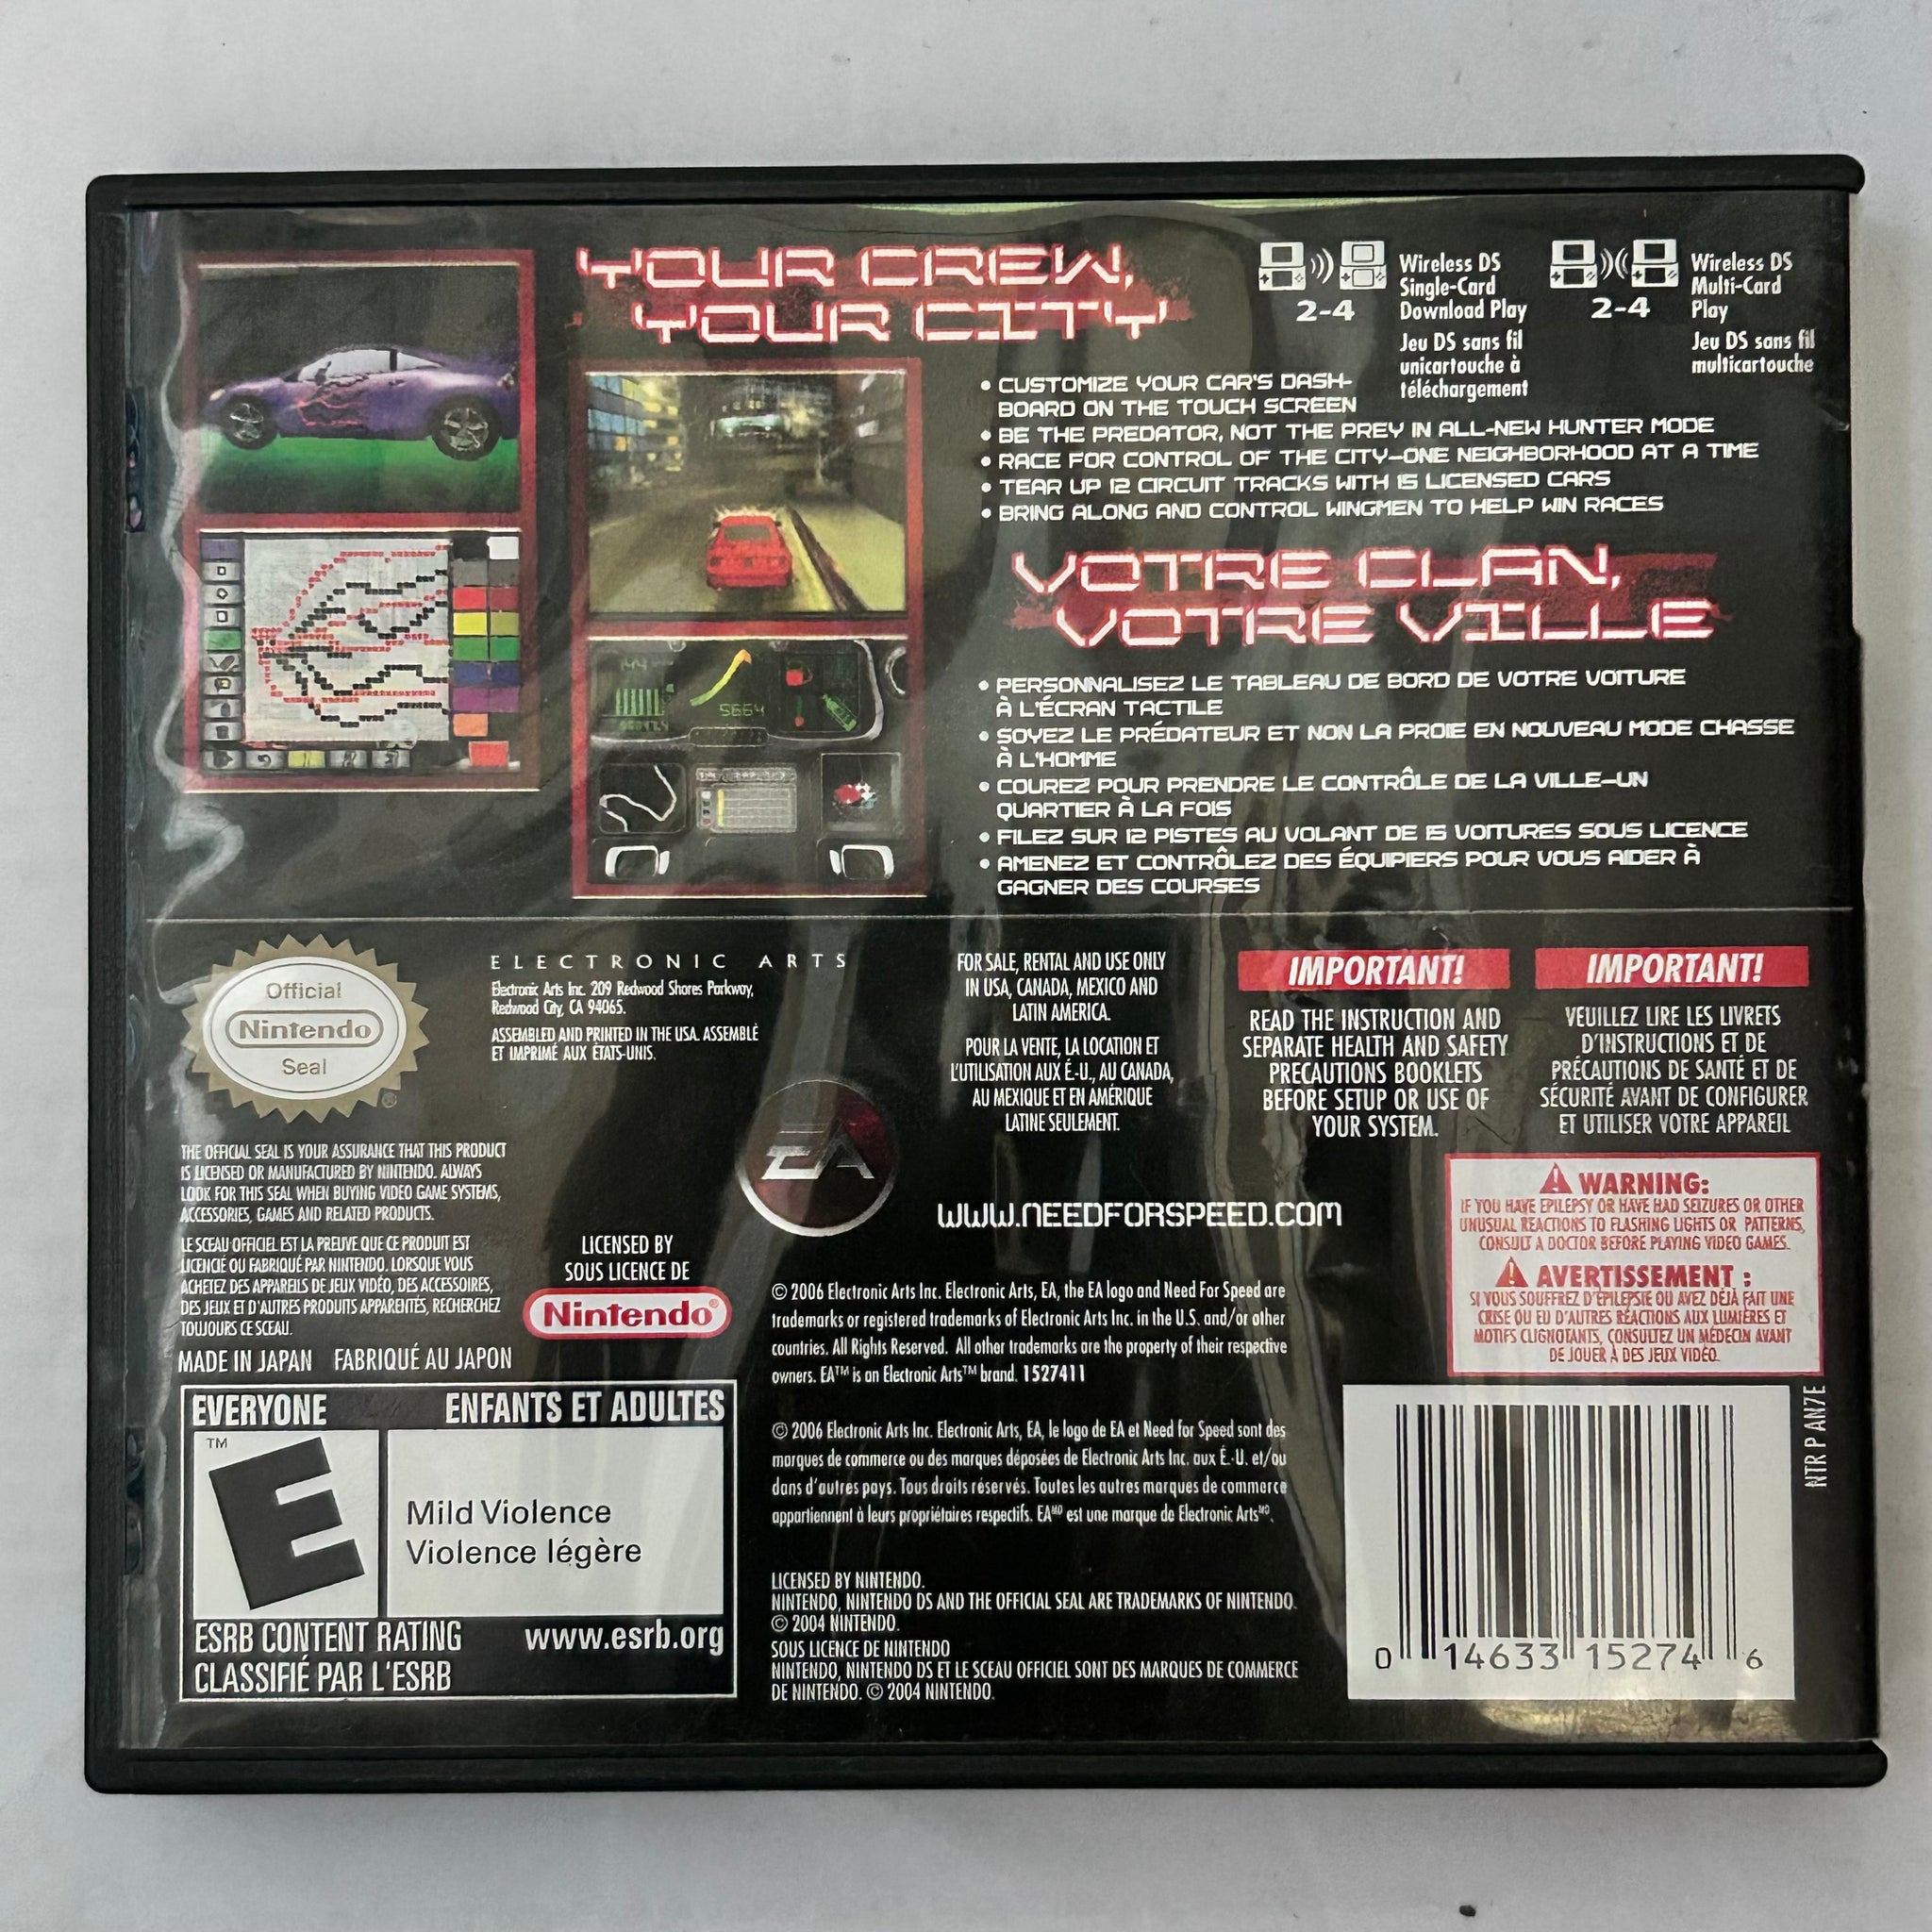 YOUR CREW,
YOUR CITY
2-4
Wireless DS
Single-Card
Download Play
Jeu DS sans fil
unicartouche à
téléchargement
2-4
Wireless DS
Multi-Card
Play
Jeu DS sans fil
multicartouche
• CUSTOMIZE YOUR CAR'S DASH-
BOARD ON THE TOUCH SCREEN
• BE THE PREDATOR, NOT THE PREY IN ALL-NEW HUNTER MODE
• RACE FOR CONTROL OF THE CITY–ONE NEIGHBORHOOD AT A TIME
• TEAR UP 12 CIRCUIT TRACKS WITH 15 LICENSED CARS
• BRING ALONG AND CONTROL WINGMEN TO HELP WIN RACES
VOTRE CLAN,
VOTRE VILLE
• PERSONNALISEZ LE TABLEAU DE BORD DE VOTRE VOITURE
À L'ÉCRAN TACTILE
• SOYEZ LE PRÉDATEUR ET NON LA PROIE EN NOUVEAU MODE CHASSE
À L'HOMME
• COUREZ POUR PRENDRE LE CONTRÔLE DE LA VILLE–UN
QUARTIER À LA FOIS
• FILEZ SUR 12 PISTES AU VOLANT DE 15 VOITURES SOUS LICENCE
• AMENEZ ET CONTRÔLEZ DES ÉQUIPIERS POUR VOUS AIDER À
GAGNER DES COURSES
144
5664
Official
Nintendo
Seal
®
ELECTRONIC ARTS
Electronic Arts Inc. 209 Redwood Shores Parkway,
Redwood City, CA 94065.
ASSEMBLED AND PRINTED IN THE USA. ASSEMBLÉ
ET IMPRIMÉ AUX ÉTATS-UNIS.
FOR SALE, RENTAL AND USE ONLY
IN USA, CANADA, MEXICO AND
LATIN AMERICA.
POUR LA VENTE, LA LOCATION ET
L'UTILISATION AUX É.-U., AU CANADA,
AU MEXIQUE ET EN AMÉRIQUE
LATINE SEULEMENT.
IMPORTANT!
READ THE INSTRUCTION AND
SEPARATE HEALTH AND SAFETY
PRECAUTIONS BOOKLETS
BEFORE SETUP OR USE OF
YOUR SYSTEM.
IMPORTANT!
VEUILLEZ LIRE LES LIVRETS
D'INSTRUCTIONS ET DE
PRÉCAUTIONS DE SANTÉ ET DE
SÉCURITÉ AVANT DE CONFIGURER
ET UTILISER VOTRE APPAREIL
THE OFFICIAL SEAL IS YOUR ASSURANCE THAT THIS PRODUCT
IS LICENSED OR MANUFACTURED BY NINTENDO. ALWAYS
LOOK FOR THIS SEAL WHEN BUYING VIDEO GAME SYSTEMS,
ACCESSORIES, GAMES AND RELATED PRODUCTS.
LE SCEAU OFFICIEL EST LA PREUVE QUE CE PRODUIT EST
LICENCIÉ OU FABRIQUÉ PAR NINTENDO. LORSQUE VOUS
ACHETEZ DES APPAREILS DE JEUX VIDÉO, DES ACCESSOIRES,
DES JEUX ET D'AUTRES PRODUITS APPARENTÉS, RECHERCHEZ
TOUJOURS CE SCEAU.
MADE IN JAPAN FABRIQUÉ AU JAPON
LICENSED BY
SOUS LICENCE DE
Nintendo®
EA
WWW.NEEDFORSPEED.COM
WARNING:
IF YOU HAVE EPILEPSY OR HAVE HAD SEIZURES OR OTHER
UNUSUAL REACTIONS TO FLASHING LIGHTS OR PATTERNS,
CONSULT A DOCTOR BEFORE PLAYING VIDEO GAMES.
AVERTISSEMENT :
SI VOUS SOUFFREZ D'ÉPILEPSIE OU AVEZ DÉJÀ FAIT UNE
CRISE OU EU D'AUTRES RÉACTIONS AUX LUMIÈRES ET
MOTIFS CLIGNOTANTS, CONSULTEZ UN MÉDECIN AVANT
DE JOUER À DES JEUX VIDÉO.
© 2006 Electronic Arts Inc. Electronic Arts, EA, the EA logo and Need For Speed are
trademarks or registered trademarks of Electronic Arts Inc. in the U.S. and/or other
countries. All Rights Reserved. All other trademarks are the property of their respective
owners. EA™ is an Electronic Arts™ brand. 1527411
© 2006 Electronic Arts Inc. Electronic Arts, EA, le logo de EA et Need for Speed sont des
marques de commerce ou des marques déposées de Electronic Arts Inc. aux É.-U. et/ou
dans d'autres pays. Tous droits réservés. Toutes les autres marques de commerce
appartiennent à leurs propriétaires respectifs. EAMD est une marque de Electronic ArtsMD.
LICENSED BY NINTENDO.
NINTENDO, NINTENDO DS AND THE OFFICIAL SEAL ARE TRADEMARKS OF NINTENDO.
© 2004 NINTENDO.
SOUS LICENCE DE NINTENDO
NINTENDO, NINTENDO DS ET LE SCEAU OFFICIEL SONT DES MARQUES DE COMMERCE
DE NINTENDO. © 2004 NINTENDO.
EVERYONE ENFANTS ET ADULTES
TM
E
Mild Violence
Violence légère
ESRB CONTENT RATING www.esrb.org
CLASSIFIÉ PAR L'ESRB
NTR P AN7E
0 14633 15274 6